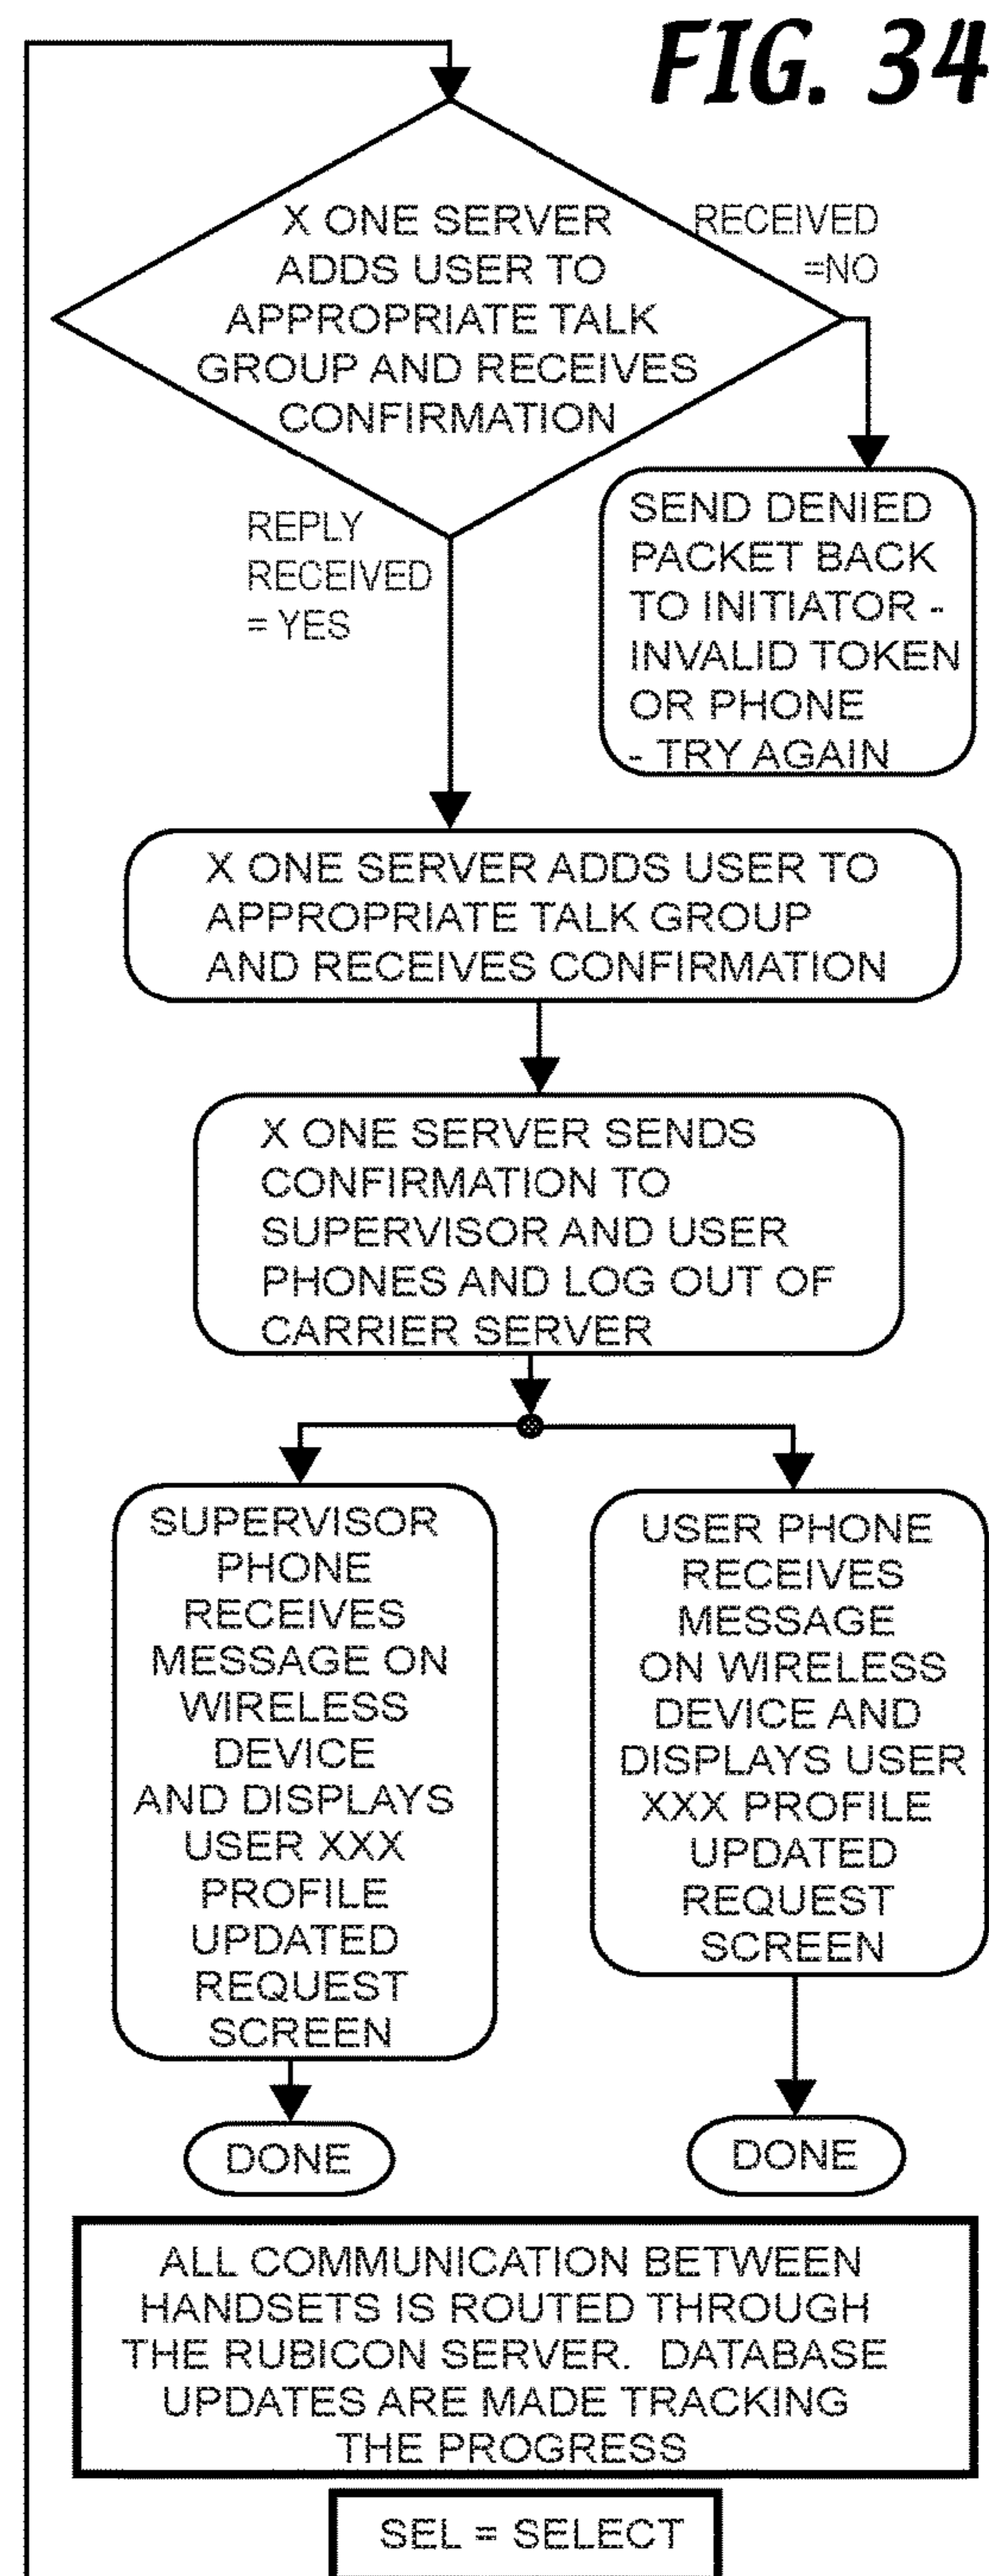 FIG. 34
X ONE SERVER
ADDS USER TO
APPROPRIATE TALK
GROUP AND RECEIVES
CONFIRMATION
RECEIVED
=NO
SEND DENIED
PACKET BACK
TO INITIATOR -
INVALID TOKEN
OR PHONE
- TRY AGAIN
REPLY
RECEIVED
= YES
X ONE SERVER ADDS USER TO
APPROPRIATE TALK GROUP
AND RECEIVES CONFIRMATION
X ONE SERVER SENDS
CONFIRMATION TO
SUPERVISOR AND USER
PHONES AND LOG OUT OF
CARRIER SERVER
SUPERVISOR
PHONE
RECEIVES
MESSAGE ON
WIRELESS
DEVICE
AND DISPLAYS
USER XXX
PROFILE
UPDATED
REQUEST
SCREEN
DONE
USER PHONE
RECEIVES
MESSAGE
ON WIRELESS
DEVICE AND
DISPLAYS USER
XXX PROFILE
UPDATED
REQUEST
SCREEN
DONE
ALL COMMUNICATION BETWEEN
HANDSETS IS ROUTED THROUGH
THE RUBICON SERVER. DATABASE
UPDATES ARE MADE TRACKING
THE PROGRESS
SEL = SELECT